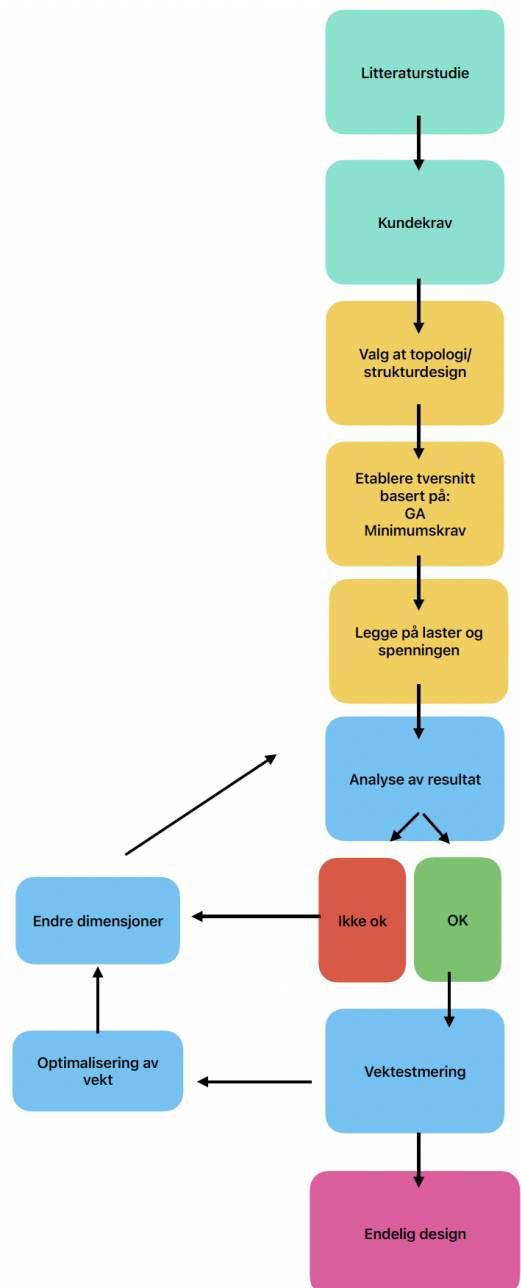 Litteraturstudie
Kundekrav
Valg at topologi/
strukturdesign
Etablere tversnitt
basert på:
GA
Minimumskrav
Legge på laster og
spenningen
Analyse av resultat
Ikke ok
OK
Endre dimensjoner
Optimalisering av
vekt
Vektestmering
Endelig design